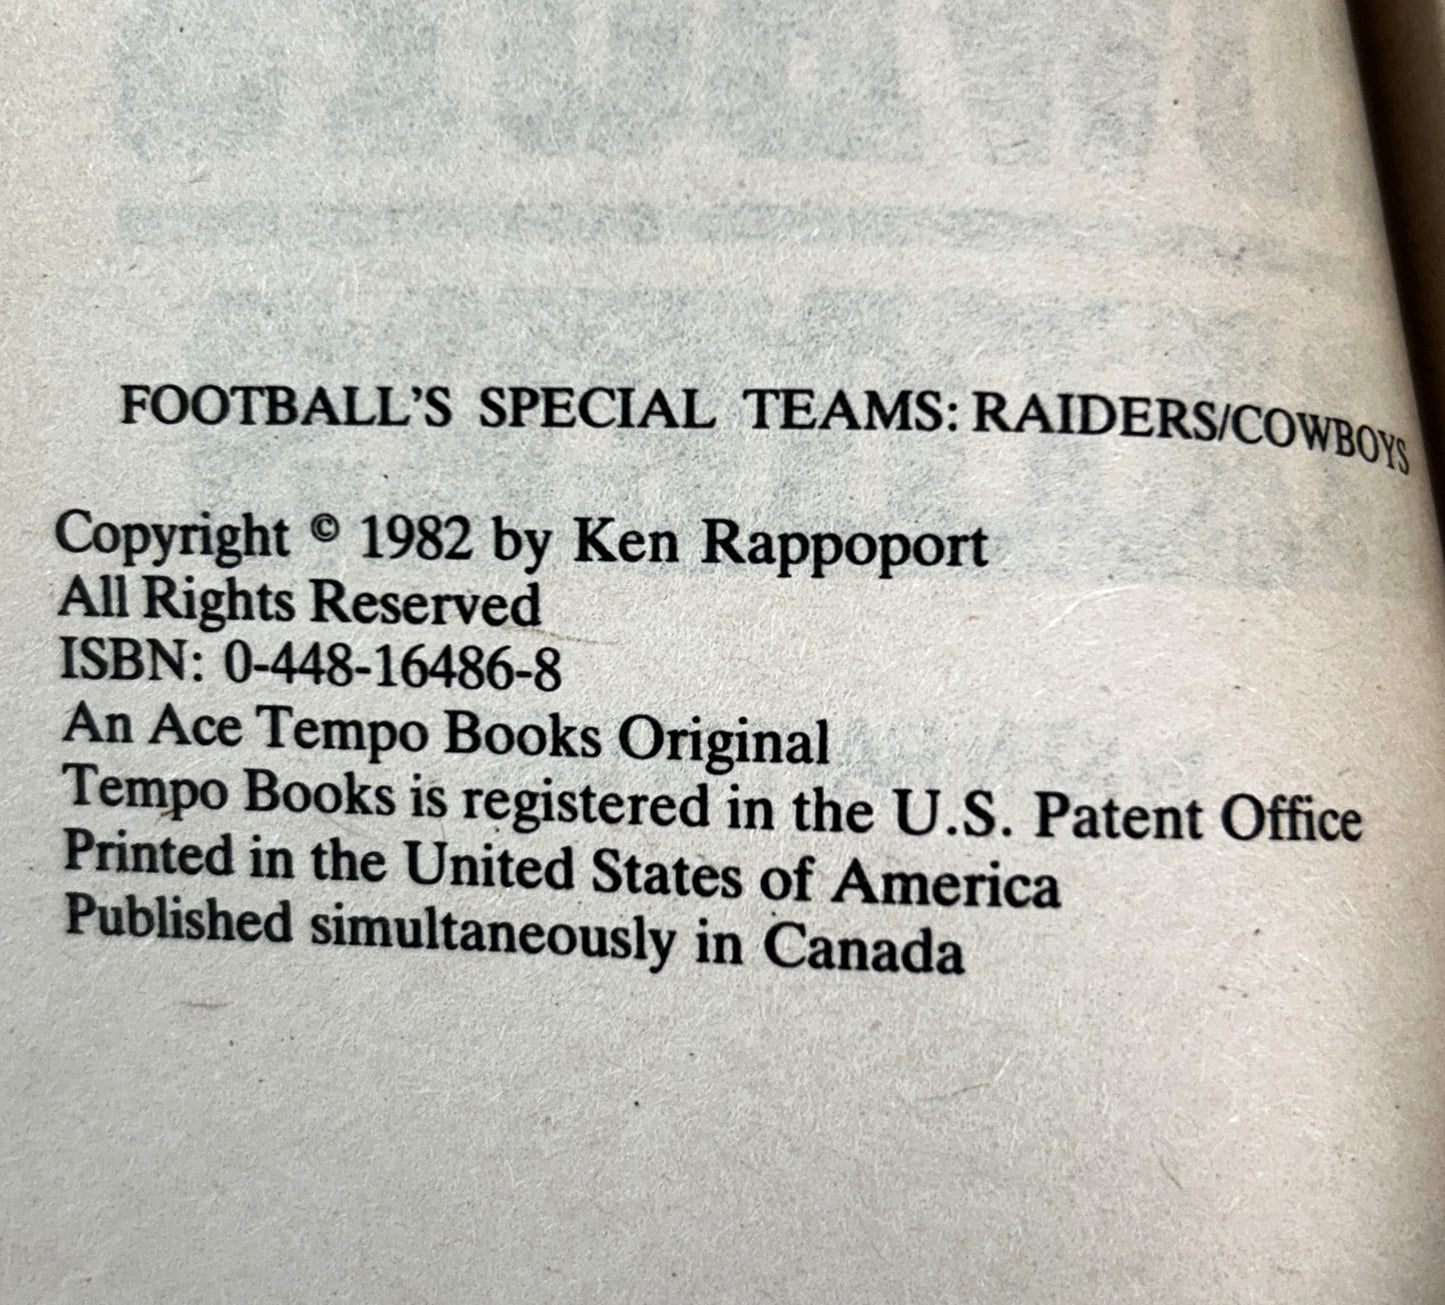 FOOTBALL'S SPECIAL TEAMS: RAIDERS/COWBOYS
Copyright © 1982 by Ken Rappoport
All Rights Reserved
ISBN: 0-448-16486-8
An Ace Tempo Books Original
Tempo Books is registered in the U.S. Patent Office
Printed in the United States of America
Published simultaneously in Canada